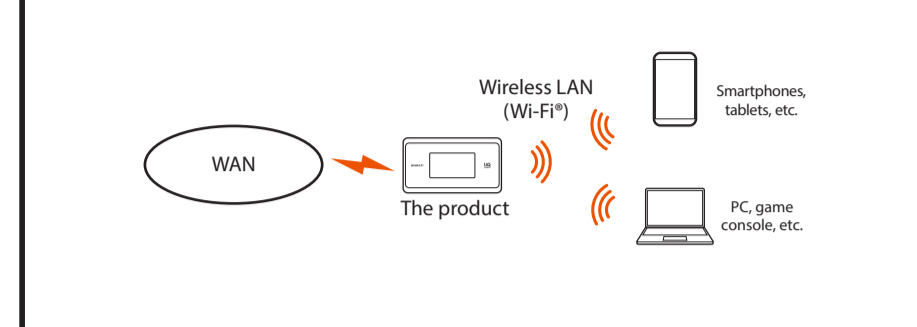 Wireless LAN
(Wi-Fi®)
Smartphones,
tablets, etc.
WAN
The product
PC, game
console, etc.